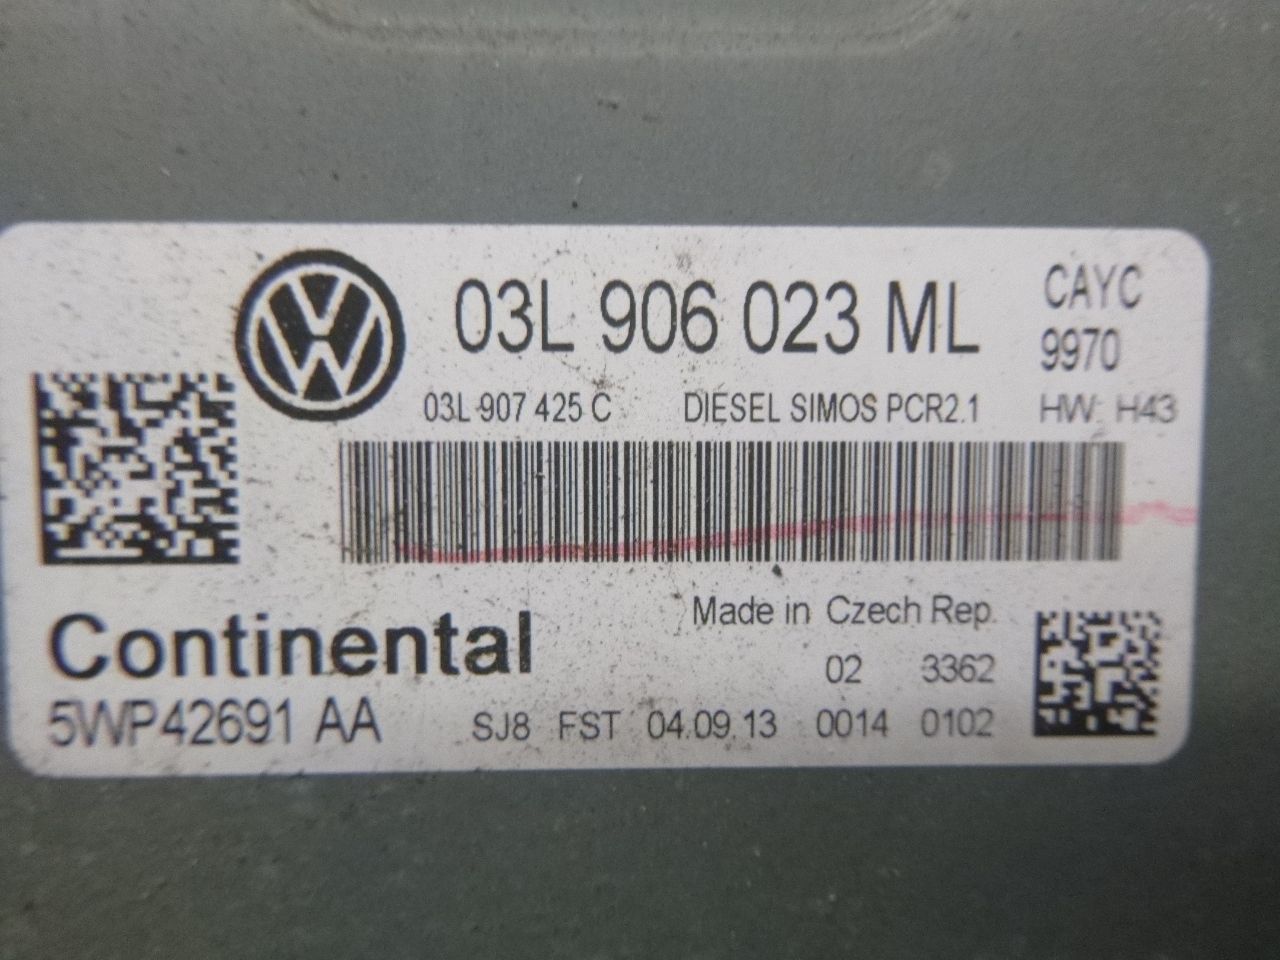 03L 906 023 ML CAYC
9970
03L 907 425 C DIESEL SIMOS PCR2.1 HW: H43
Continental Made in Czech Rep.
02 3362
5WP42691 AA SJ8 FST 04.09.13 0014 0102